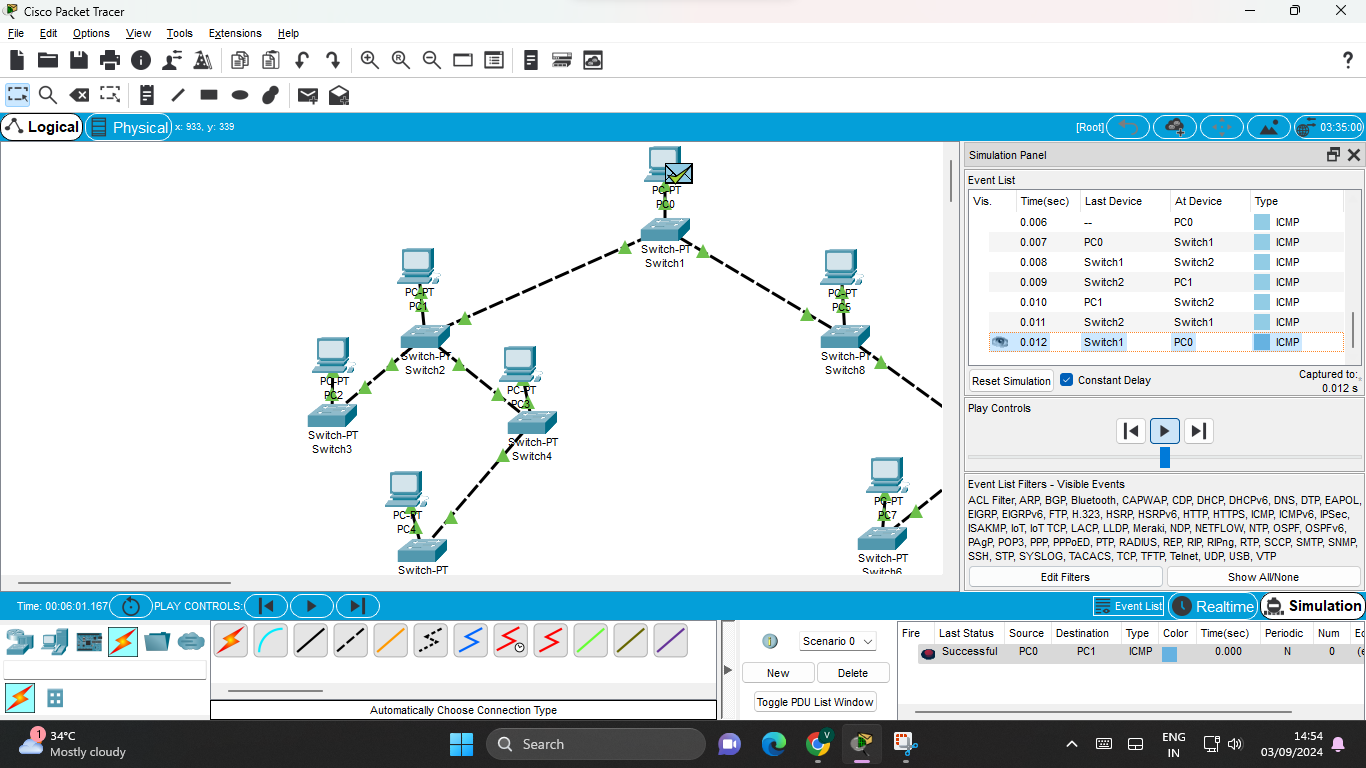 Cisco Packet Tracer
File Edit Options View Tools Extensions Help
?
Logical Physical x: 933, y: 339 [Root] 03:35:00
PC-PT
PC0
Switch-PT
Switch1
PC-PT
PC1
Switch-PT
Switch2
PC-PT
PC2
Switch-PT
Switch3
PC-PT
PC3
Switch-PT
Switch4
PC-PT
PC4
Switch-PT
PC-PT
PC5
Switch-PT
Switch8
PC-PT
PC7
Switch-PT
Switch6
Simulation Panel
Event List
Vis. Time(sec) Last Device At Device Type
0.006 -- PC0 ICMP
0.007 PC0 Switch1 ICMP
0.008 Switch1 Switch2 ICMP
0.009 Switch2 PC1 ICMP
0.010 PC1 Switch2 ICMP
0.011 Switch2 Switch1 ICMP
0.012 Switch1 PC0 ICMP
Reset Simulation Constant Delay Captured to:
0.012 s
Play Controls
Event List Filters - Visible Events
ACL Filter, ARP, BGP, Bluetooth, CAPWAP, CDP, DHCP, DHCPv6, DNS, DTP, EAPOL,
EIGRP, EIGRPv6, FTP, H.323, HSRP, HSRPv6, HTTP, HTTPS, ICMP, ICMPv6, IPSec,
ISAKMP, IoT, IoT TCP, LACP, LLDP, Meraki, NDP, NETFLOW, NTP, OSPF, OSPFv6,
PAgP, POP3, PPP, PPPoED, PTP, RADIUS, REP, RIP, RIPng, RTP, SCCP, SMTP, SNMP,
SSH, STP, SYSLOG, TACACS, TCP, TFTP, Telnet, UDP, USB, VTP
Edit Filters Show All/None
Time: 00:06:01.167 PLAY CONTROLS: Event List Realtime Simulation
Automatically Choose Connection Type
Scenario 0
New Delete
Toggle PDU List Window
Fire Last Status Source Destination Type Color Time(sec) Periodic Num Ec
Successful PC0 PC1 ICMP 0.000 N 0 (e
1
34°C
Mostly cloudy
Search
V
ENG
IN
14:54
03/09/2024